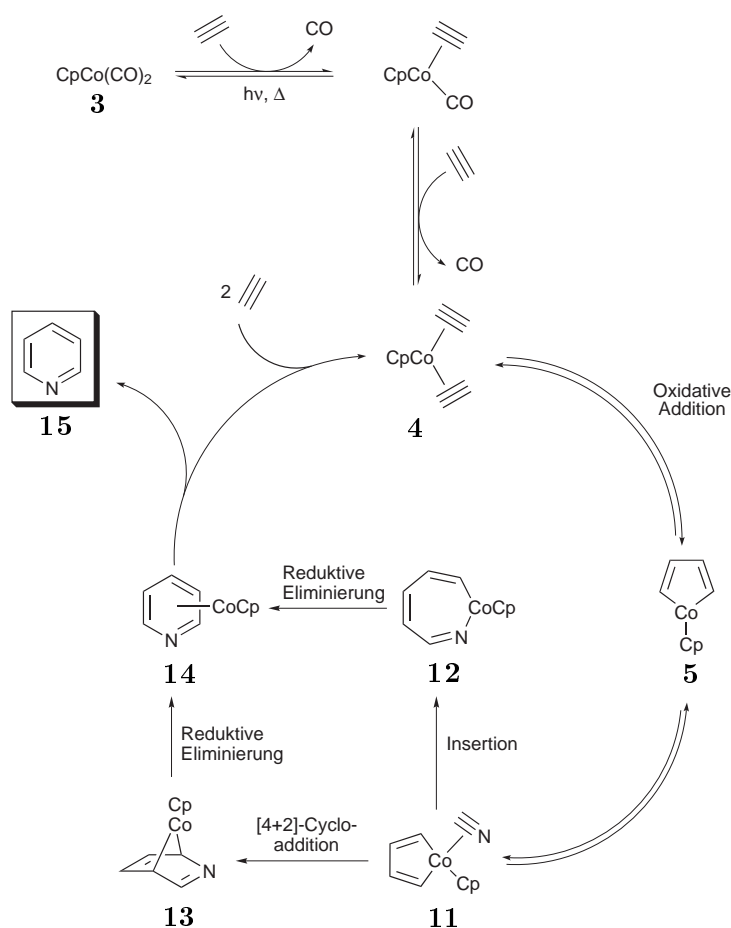 CO
CpCo(CO)2
3
hν, Δ
CpCo
CO
CO
2
CpCo
4
N
15
Oxidative
Addition
Reduktive
Eliminierung
N
CoCp
14
CoCp
N
12
Co
Cp
5
Reduktive
Eliminierung
Insertion
Cp
Co
N
13
[4+2]-Cyclo-
addition
N
Co
Cp
11